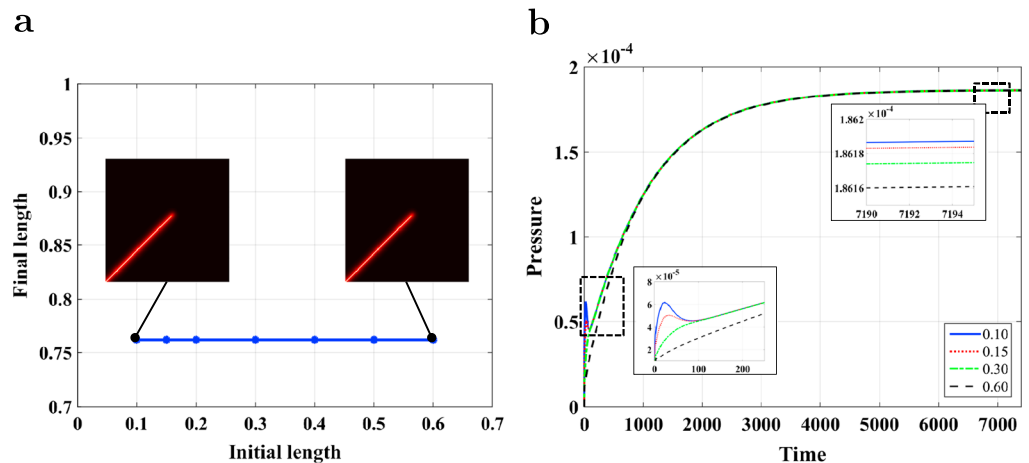 a
1
0.95
0.9
0.85
0.8
0.75
0.7
Final length
0 0.1 0.2 0.3 0.4 0.5 0.6 0.7
Initial length
b
×10⁻⁴
2
1.5
1
0.5
0
Pressure
0 1000 2000 3000 4000 5000 6000 7000
Time
×10⁻⁴
1.862
1.8618
1.8616
7190 7192 7194
×10⁻⁵
8
6
4
2
0 100 200
0.10
0.15
0.30
0.60